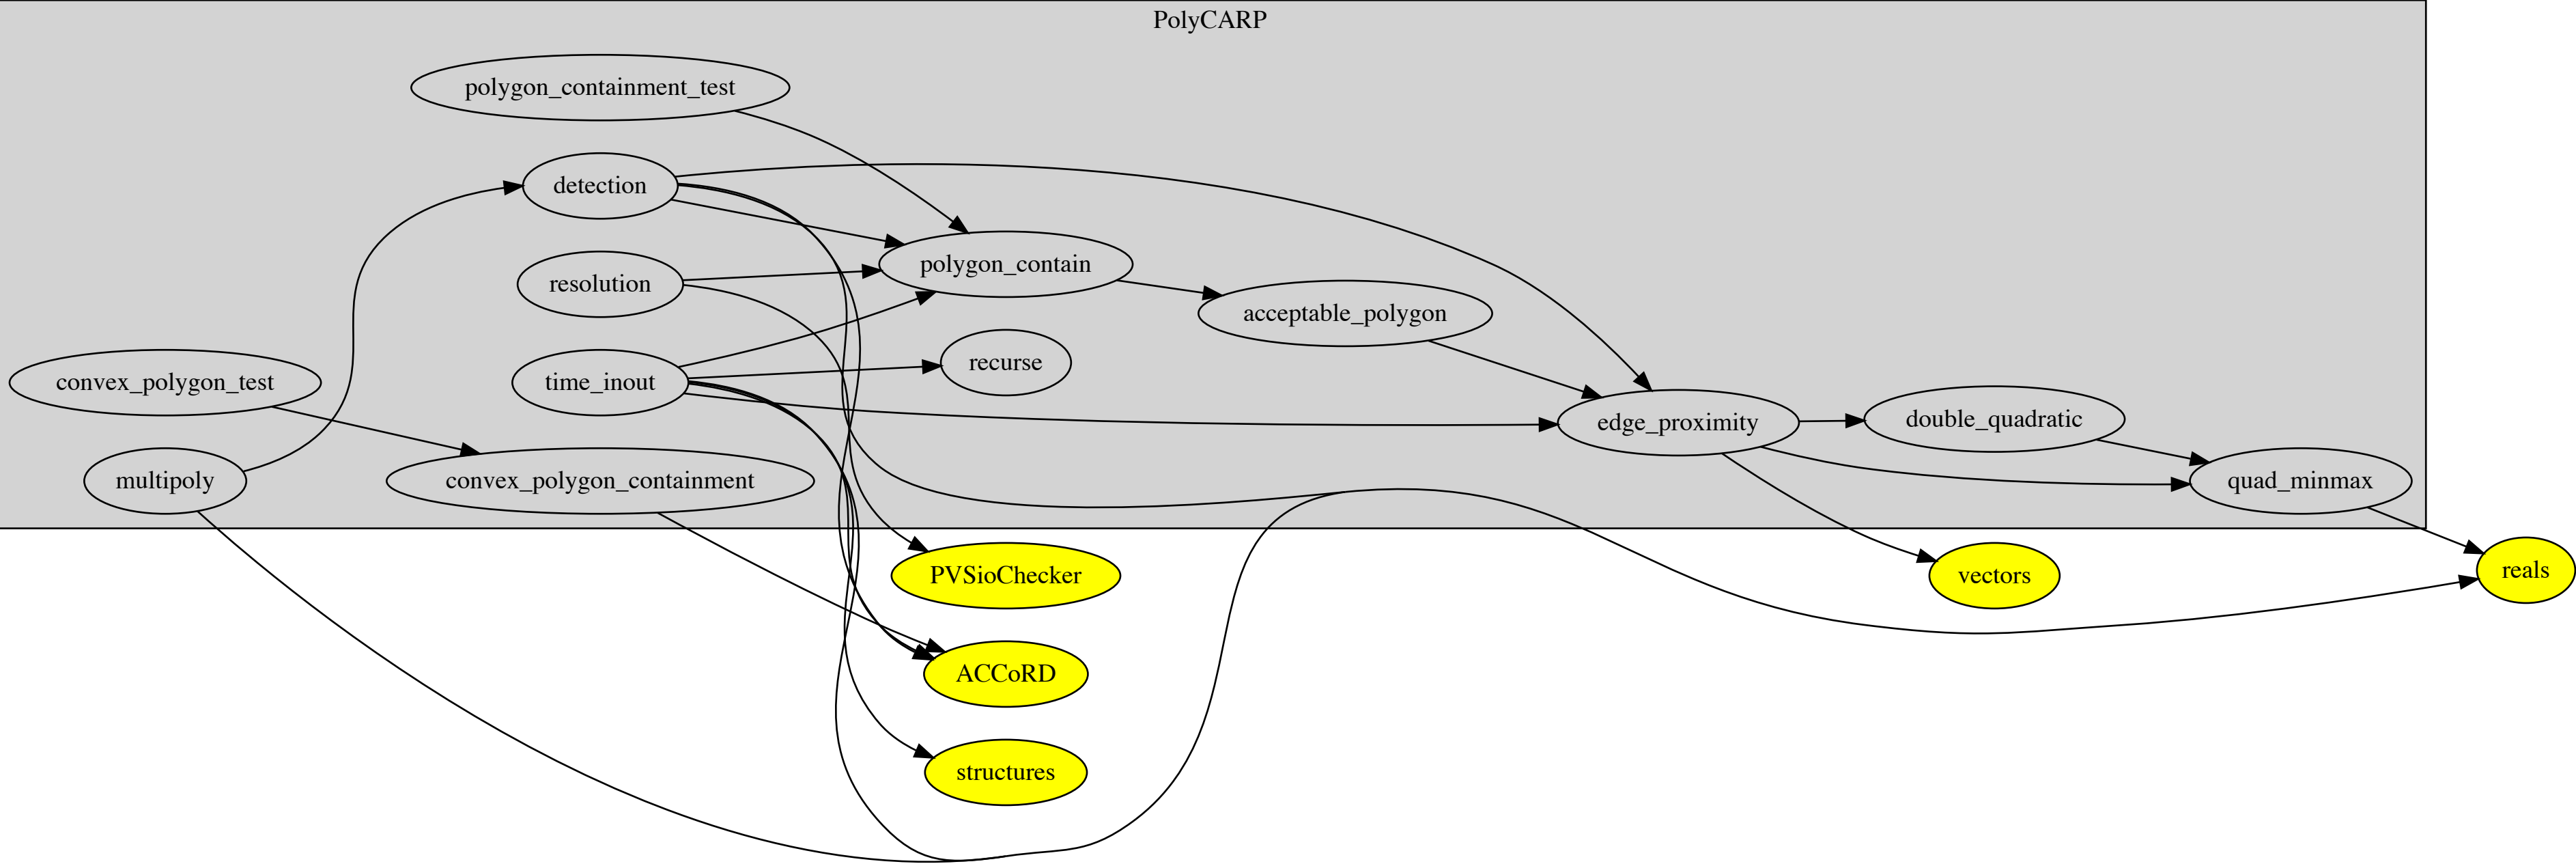 PolyCARP
polygon_containment_test
detection
polygon_contain
resolution
acceptable_polygon
recurse
convex_polygon_test
time_inout
edge_proximity
double_quadratic
multipoly
convex_polygon_containment
quad_minmax
PVSioChecker
vectors
reals
ACCoRD
structures